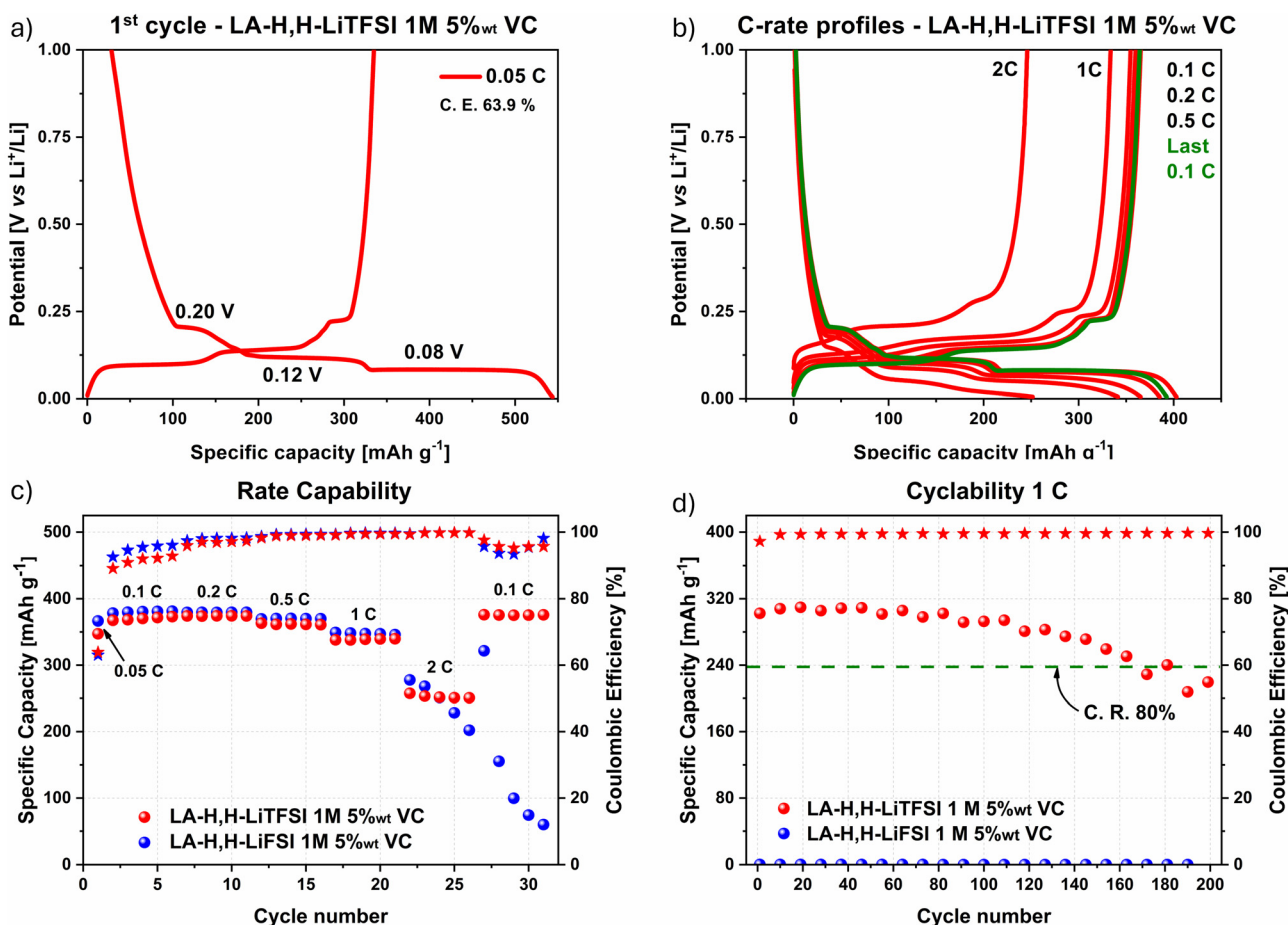 a)
1st cycle - LA-H,H-LiTFSI 1M 5%wt VC
1.00
0.75
0.50
0.25
0.00
Potential [V vs Li+/Li]
0.05 C
C. E. 63.9 %
0.20 V
0.12 V
0.08 V
0 100 200 300 400 500
Specific capacity [mAh g-1]
b)
C-rate profiles - LA-H,H-LiTFSI 1M 5%wt VC
1.00
0.75
0.50
0.25
0.00
Potential [V vs Li+/Li]
2C
1C
0.1 C
0.2 C
0.5 C
Last
0.1 C
0 100 200 300 400
Specific capacity [mAh g-1]
c)
Rate Capability
500
400
300
200
100
0
Specific Capacity [mAh g-1]
0.05 C
0.1 C
0.2 C
0.5 C
1 C
2 C
0.1 C
LA-H,H-LiTFSI 1M 5%wt VC
LA-H,H-LiFSI 1M 5%wt VC
100
80
60
40
20
0
Coulombic Efficiency [%]
0 5 10 15 20 25 30
Cycle number
d)
Cyclability 1 C
400
320
240
160
80
0
Specific Capacity [mAh g-1]
C. R. 80%
LA-H,H-LiTFSI 1 M 5%wt VC
LA-H,H-LiFSI 1 M 5%wt VC
100
80
60
40
20
0
Coulombic Efficiency [%]
0 20 40 60 80 100 120 140 160 180 200
Cycle number